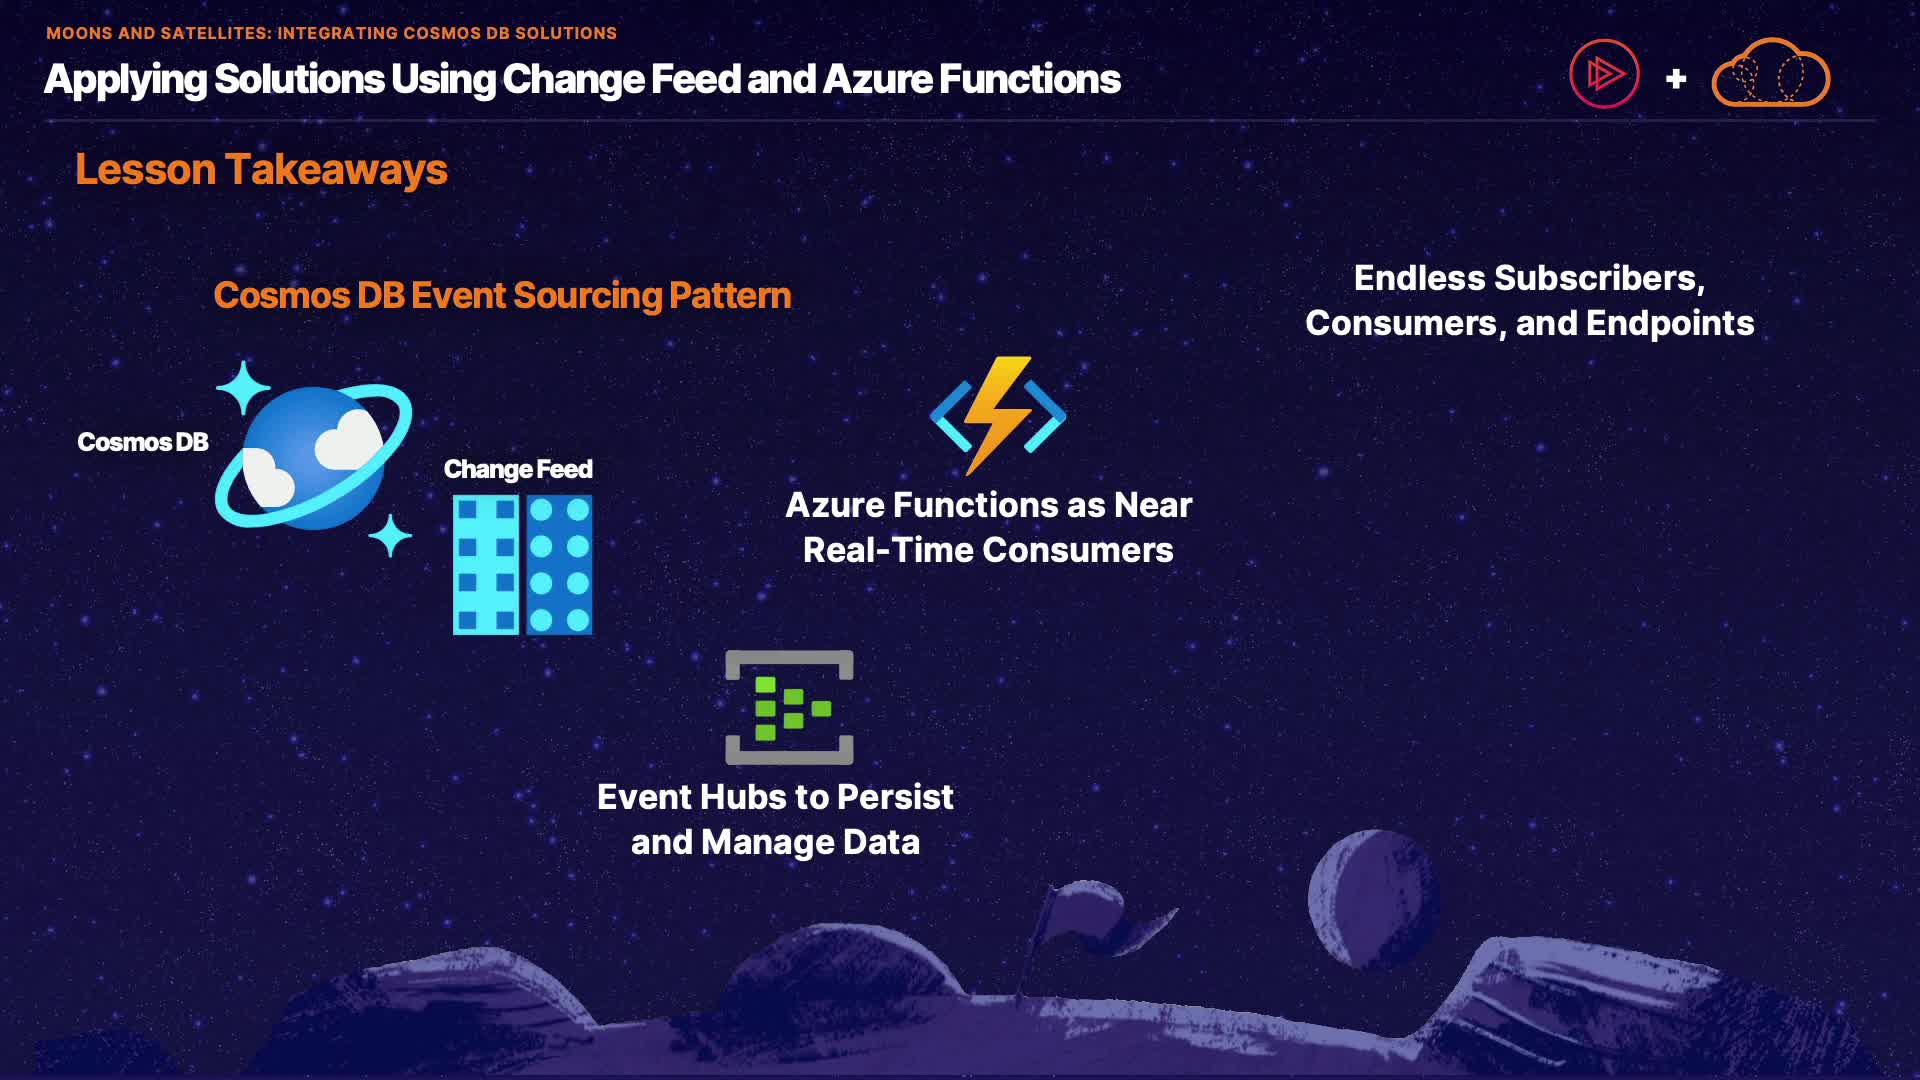 MOONS AND SATELLITES: INTEGRATING COSMOS DB SOLUTIONS
Applying Solutions Using Change Feed and Azure Functions
+
Lesson Takeaways
Cosmos DB Event Sourcing Pattern
Endless Subscribers,
Consumers, and Endpoints
Cosmos DB
Change Feed
Azure Functions as Near
Real-Time Consumers
Event Hubs to Persist
and Manage Data